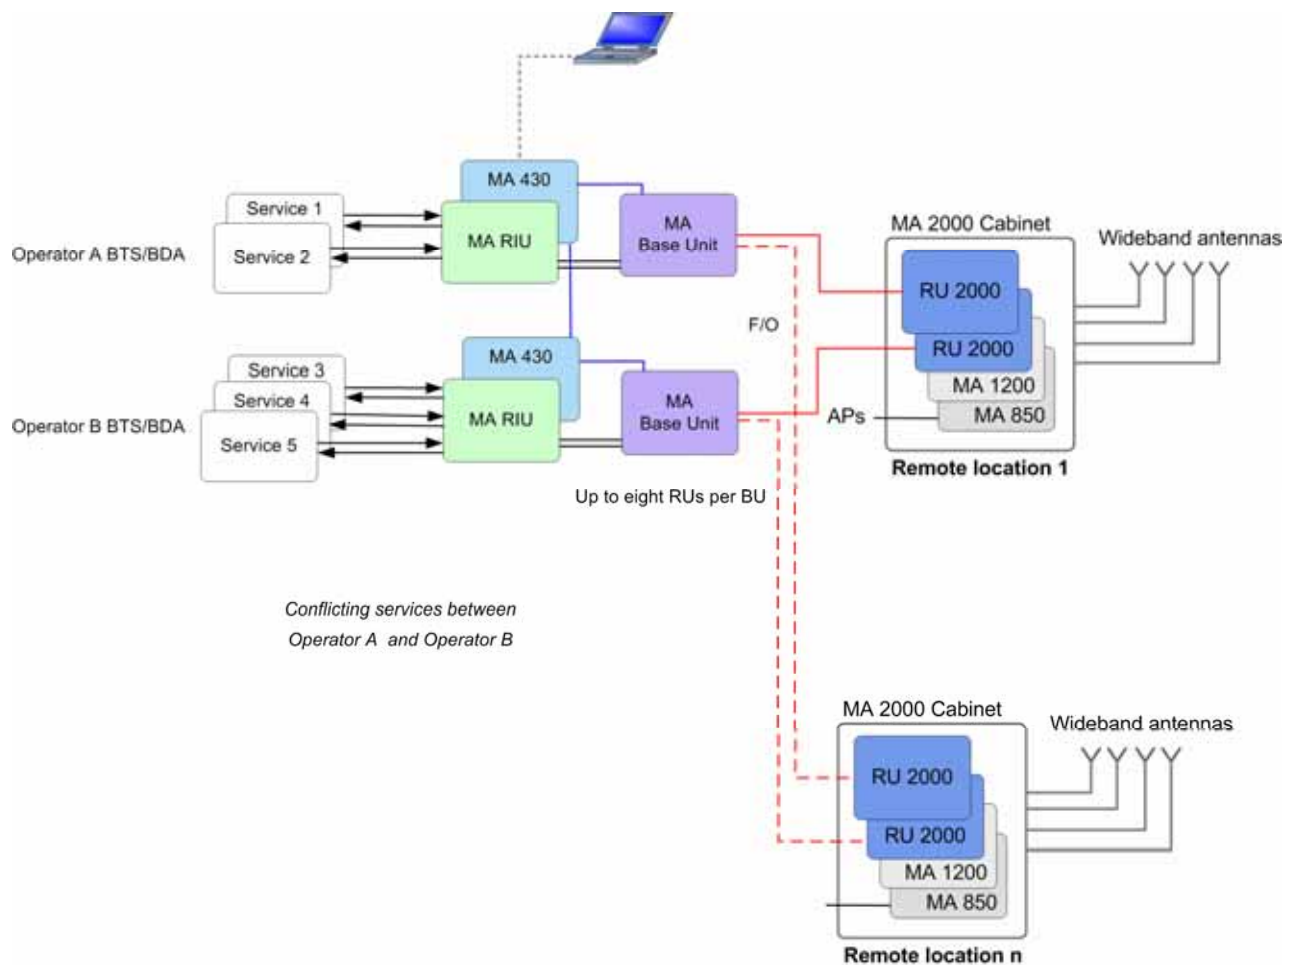 MA 430
Service 1
MA RIU
MA
Base Unit
Operator A BTS/BDA
Service 2
MA 2000 Cabinet
Wideband antennas
RU 2000
F/O
RU 2000
MA 1200
APs
MA 850
Remote location 1
MA 430
Service 3
Service 4
MA RIU
MA
Base Unit
Operator B BTS/BDA
Service 5
Up to eight RUs per BU
Conflicting services between
Operator A and Operator B
MA 2000 Cabinet
Wideband antennas
RU 2000
RU 2000
MA 1200
MA 850
Remote location n